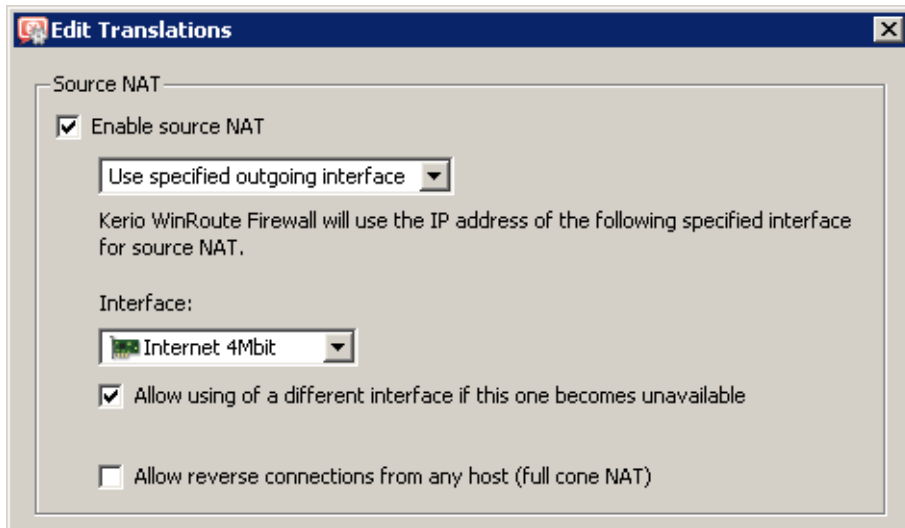 Edit Translations
Source NAT
Enable source NAT
Use specified outgoing interface
Kerio WinRoute Firewall will use the IP address of the following specified interface
for source NAT.
Interface:
Internet 4Mbit
Allow using of a different interface if this one becomes unavailable
Allow reverse connections from any host (full cone NAT)